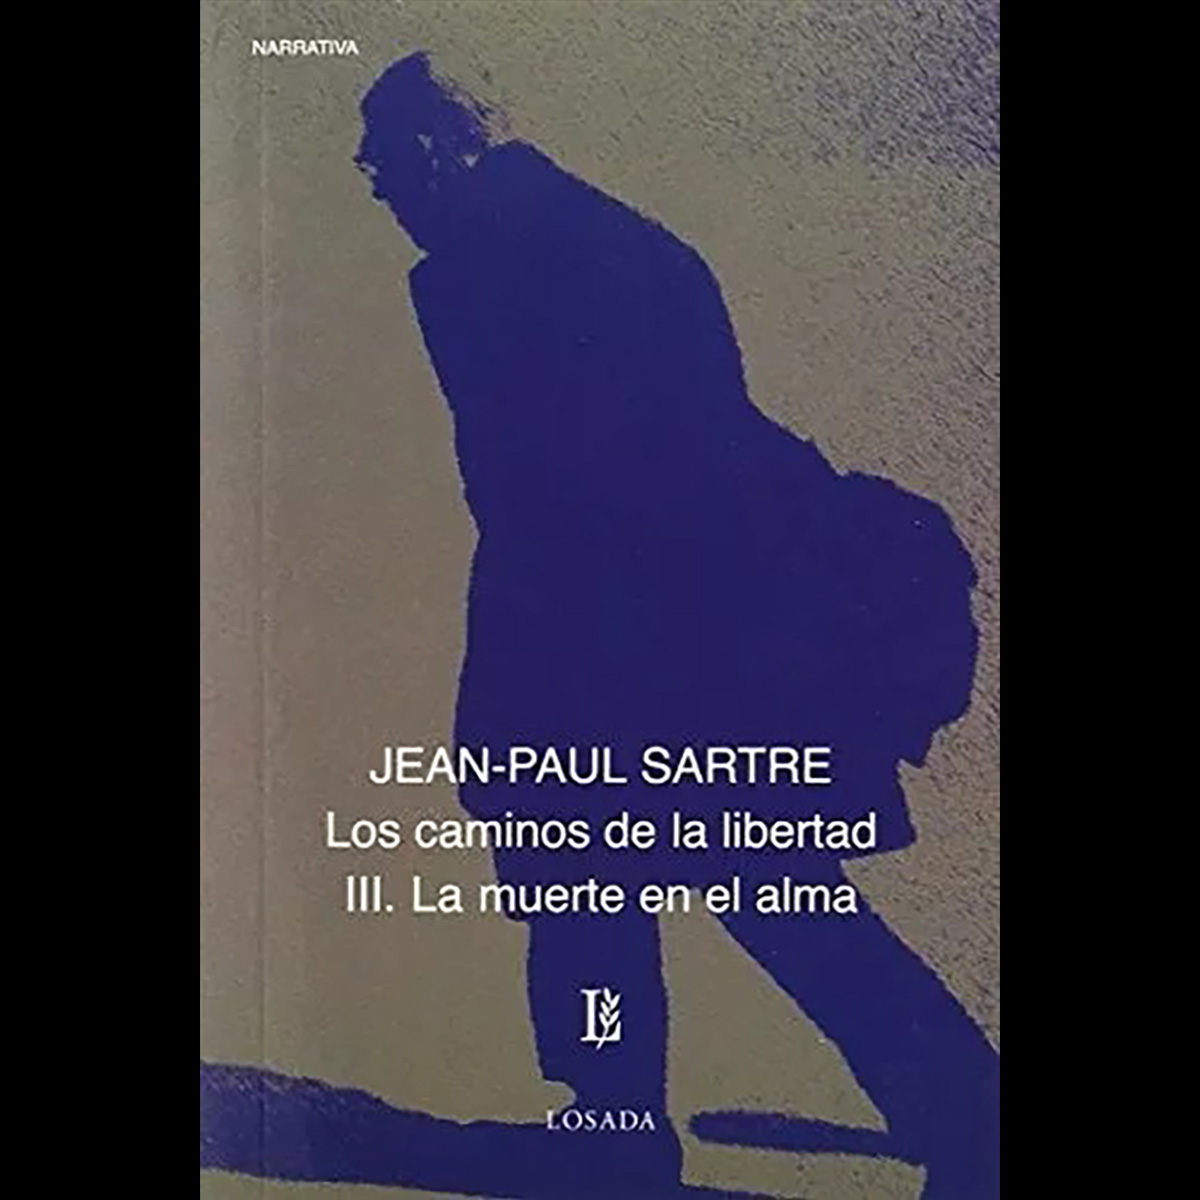 NARRATIVA
JEAN-PAUL SARTRE
Los caminos de la libertad
III. La muerte en el alma
L
LOSADA